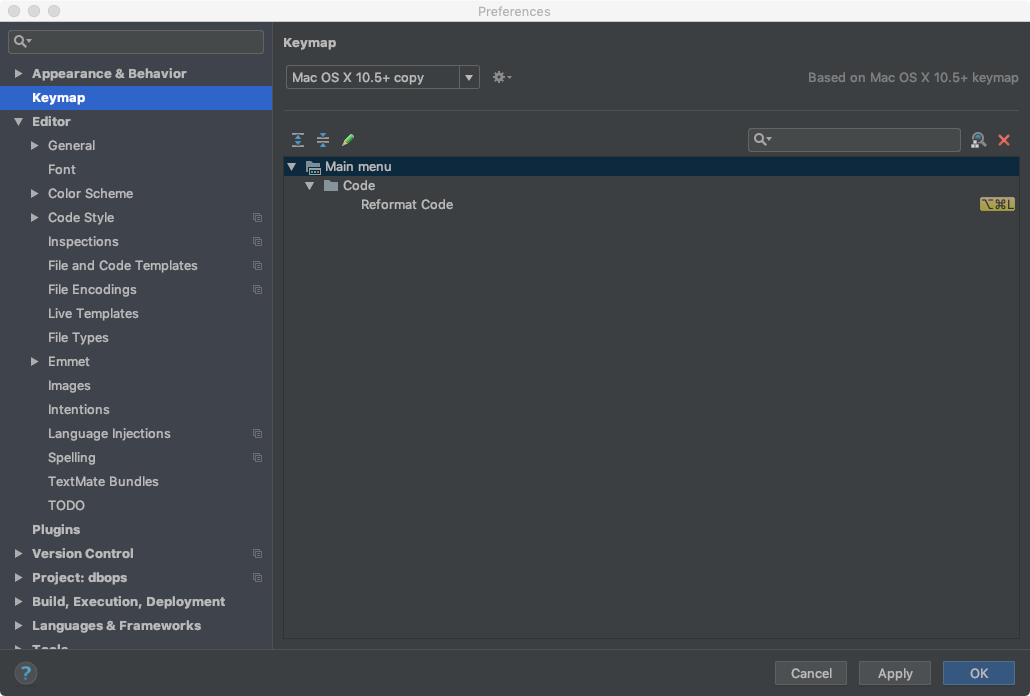 Preferences
Appearance & Behavior
Keymap
Editor
General
Font
Color Scheme
Code Style
Inspections
File and Code Templates
File Encodings
Live Templates
File Types
Emmet
Images
Intentions
Language Injections
Spelling
TextMate Bundles
TODO
Plugins
Version Control
Project: dbops
Build, Execution, Deployment
Languages & Frameworks
Tools
?
Keymap
Mac OS X 10.5+ copy
Based on Mac OS X 10.5+ keymap
Main menu
Code
Reformat Code ⌥⌘L
Cancel Apply OK